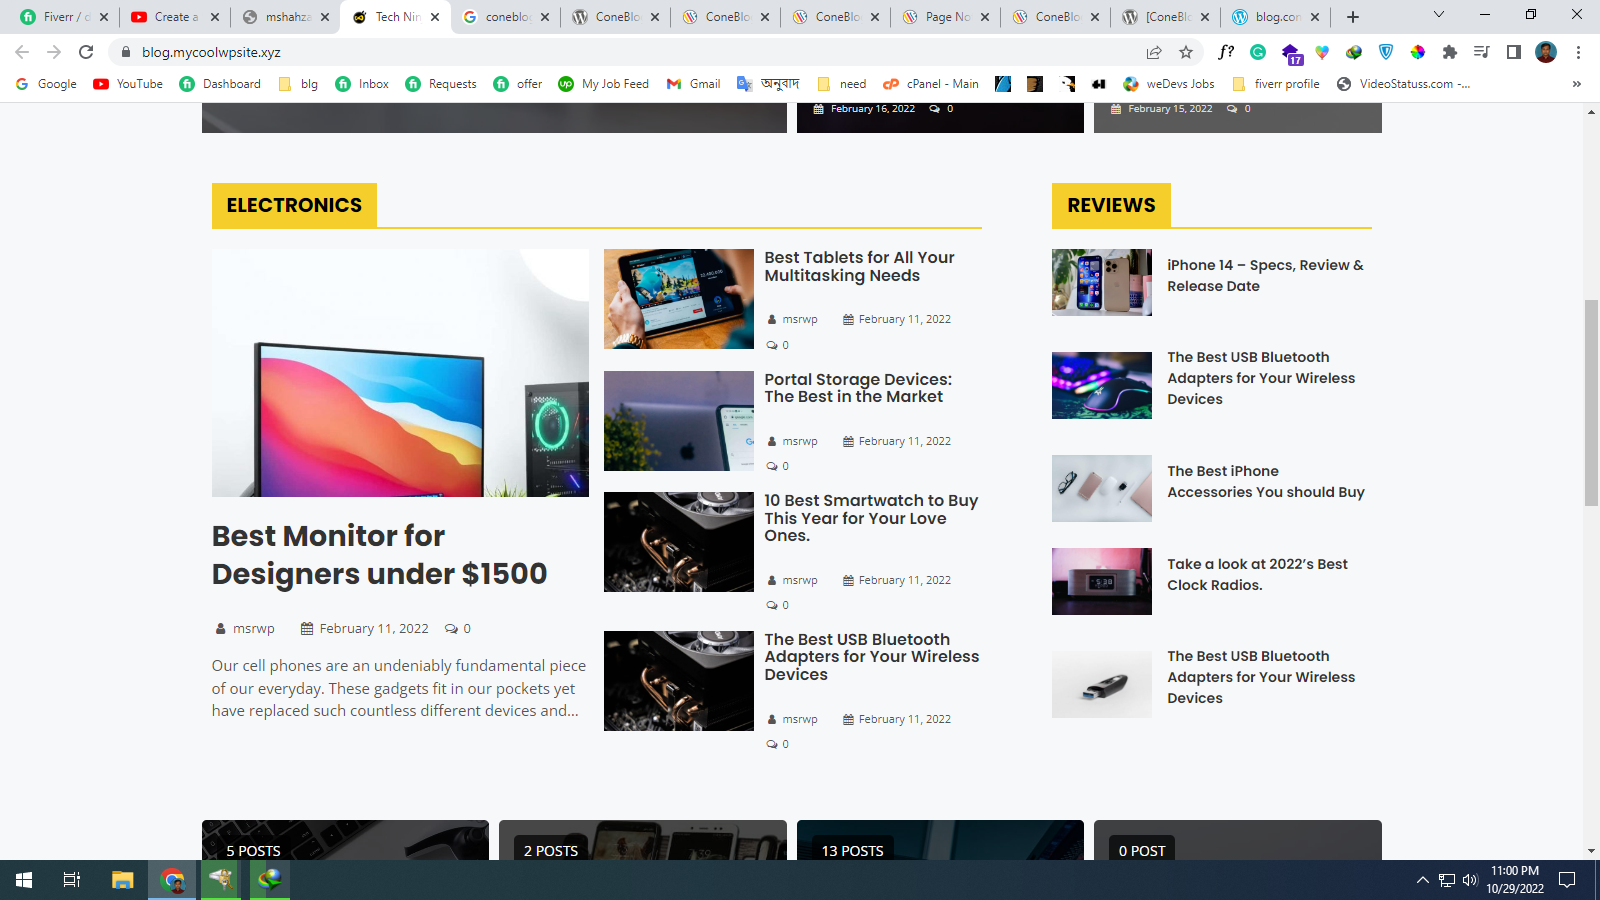 Fiverr / c
Create a
mshahza
Tech Nin
coneblo
ConeBlo
ConeBlo
ConeBlo
Page No
ConeBlo
[ConeBl
blog.con
blog.mycoolwpsite.xyz
f?
17
Google
YouTube
Dashboard
blg
Inbox
Requests
offer
My Job Feed
Gmail
অনুবাদ
need
cPanel - Main
weDevs Jobs
fiverr profile
VideoStatuss.com -...
»
February 16, 2022 0
February 15, 2022 0
ELECTRONICS
Best Monitor for
Designers under $1500
msrwp February 11, 2022 0
Our cell phones are an undeniably fundamental piece
of our everyday. These gadgets fit in our pockets yet
have replaced such countless different devices and...
Best Tablets for All Your
Multitasking Needs
msrwp February 11, 2022
0
Portal Storage Devices:
The Best in the Market
msrwp February 11, 2022
0
10 Best Smartwatch to Buy
This Year for Your Love
Ones.
msrwp February 11, 2022
0
The Best USB Bluetooth
Adapters for Your Wireless
Devices
msrwp February 11, 2022
0
REVIEWS
iPhone 14 – Specs, Review &
Release Date
The Best USB Bluetooth
Adapters for Your Wireless
Devices
The Best iPhone
Accessories You should Buy
Take a look at 2022’s Best
Clock Radios.
The Best USB Bluetooth
Adapters for Your Wireless
Devices
5 POSTS
2 POSTS
13 POSTS
0 POST
11:00 PM
10/29/2022